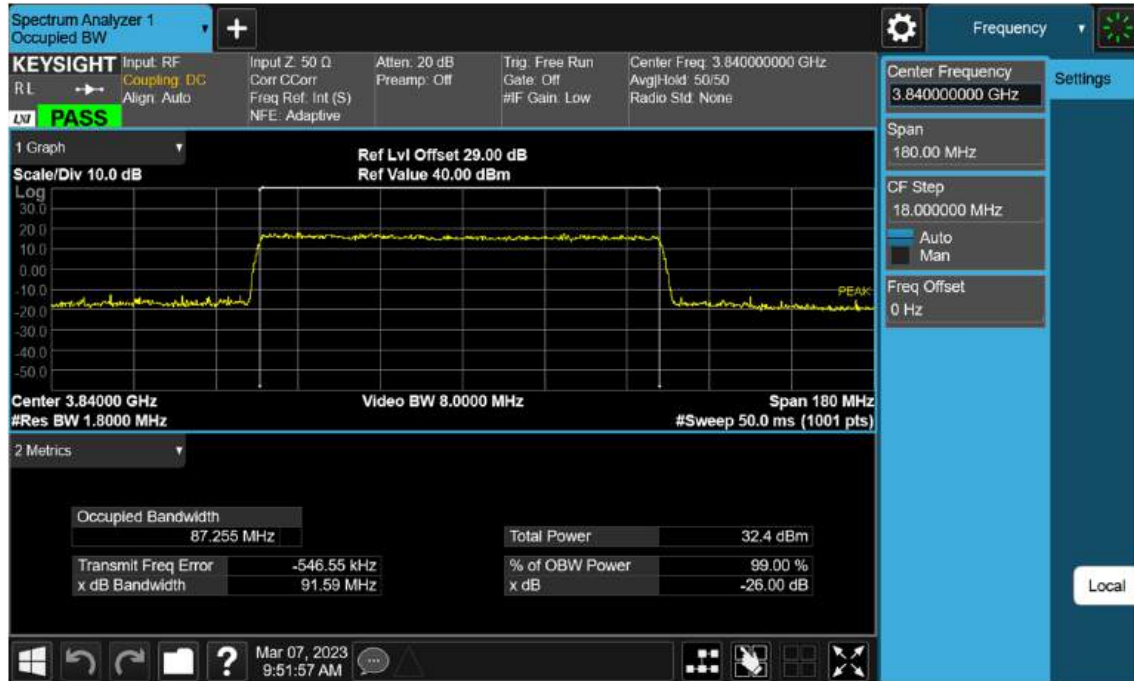 Spectrum Analyzer 1
Occupied BW
+
Frequency
KEYSIGHT
R L
LXI PASS
Input: RF
Coupling: DC
Align: Auto
Input Z: 50 Ω
Corr CCorr
Freq Ref: Int (S)
NFE: Adaptive
Atten: 20 dB
Preamp: Off
Trig: Free Run
Gate: Off
#IF Gain: Low
Center Freq: 3.840000000 GHz
Avg|Hold: 50/50
Radio Std: None
Center Frequency
3.840000000 GHz
Settings
Span
180.00 MHz
CF Step
18.000000 MHz
Auto
Man
Freq Offset
0 Hz
Local
1 Graph
Scale/Div 10.0 dB
Ref Lvl Offset 29.00 dB
Ref Value 40.00 dBm
Log
30.0
20.0
10.0
0.00
-10.0
-20.0
-30.0
-40.0
-50.0
PEAK
Center 3.84000 GHz
#Res BW 1.8000 MHz
Video BW 8.0000 MHz
Span 180 MHz
#Sweep 50.0 ms (1001 pts)
2 Metrics
Occupied Bandwidth
87.255 MHz
Total Power 32.4 dBm
Transmit Freq Error -546.55 kHz
% of OBW Power 99.00 %
x dB Bandwidth 91.59 MHz
x dB -26.00 dB
?
Mar 07, 2023
9:51:57 AM